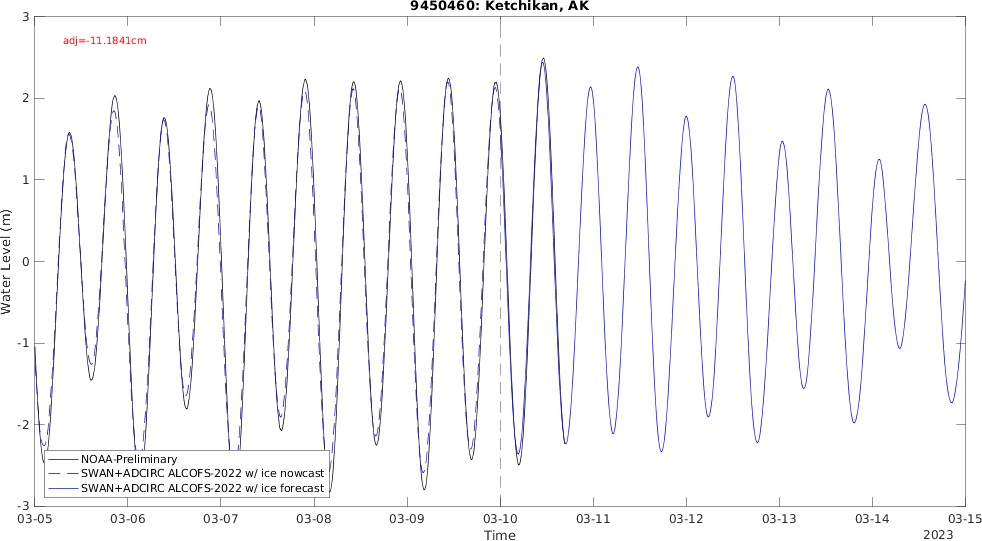 9450460: Ketchikan, AK
adj=-11.1841cm
3
2
1
0
-1
-2
-3
Water Level (m)
NOAA-Preliminary
SWAN+ADCIRC ALCOFS-2022 w/ ice nowcast
SWAN+ADCIRC ALCOFS-2022 w/ ice forecast
03-05 03-06 03-07 03-08 03-09 03-10 03-11 03-12 03-13 03-14 03-15
Time
2023